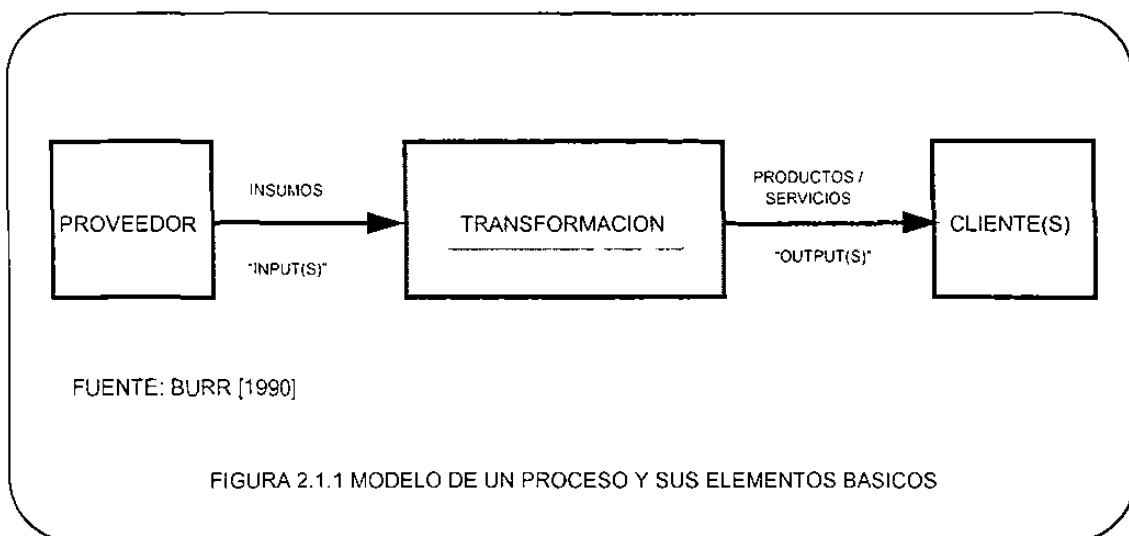 PROVEEDOR
INSUMOS
"INPUT(S)"
TRANSFORMACION
PRODUCTOS /
SERVICIOS
"OUTPUT(S)"
CLIENTE(S)
FUENTE: BURR [1990]
FIGURA 2.1.1 MODELO DE UN PROCESO Y SUS ELEMENTOS BASICOS